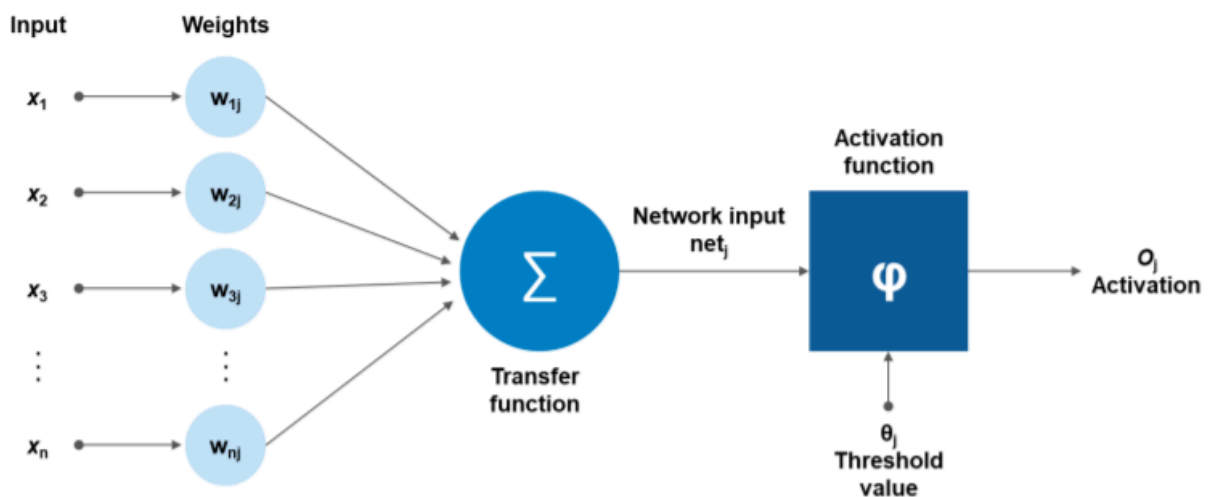 Input
Weights
x₁
w₁ⱼ
x₂
w₂ⱼ
x₃
w₃ⱼ
⋮
⋮
xₙ
wₙⱼ
∑
Transfer
function
Network input
netⱼ
Activation
function
φ
θⱼ
Threshold
value
oⱼ
Activation